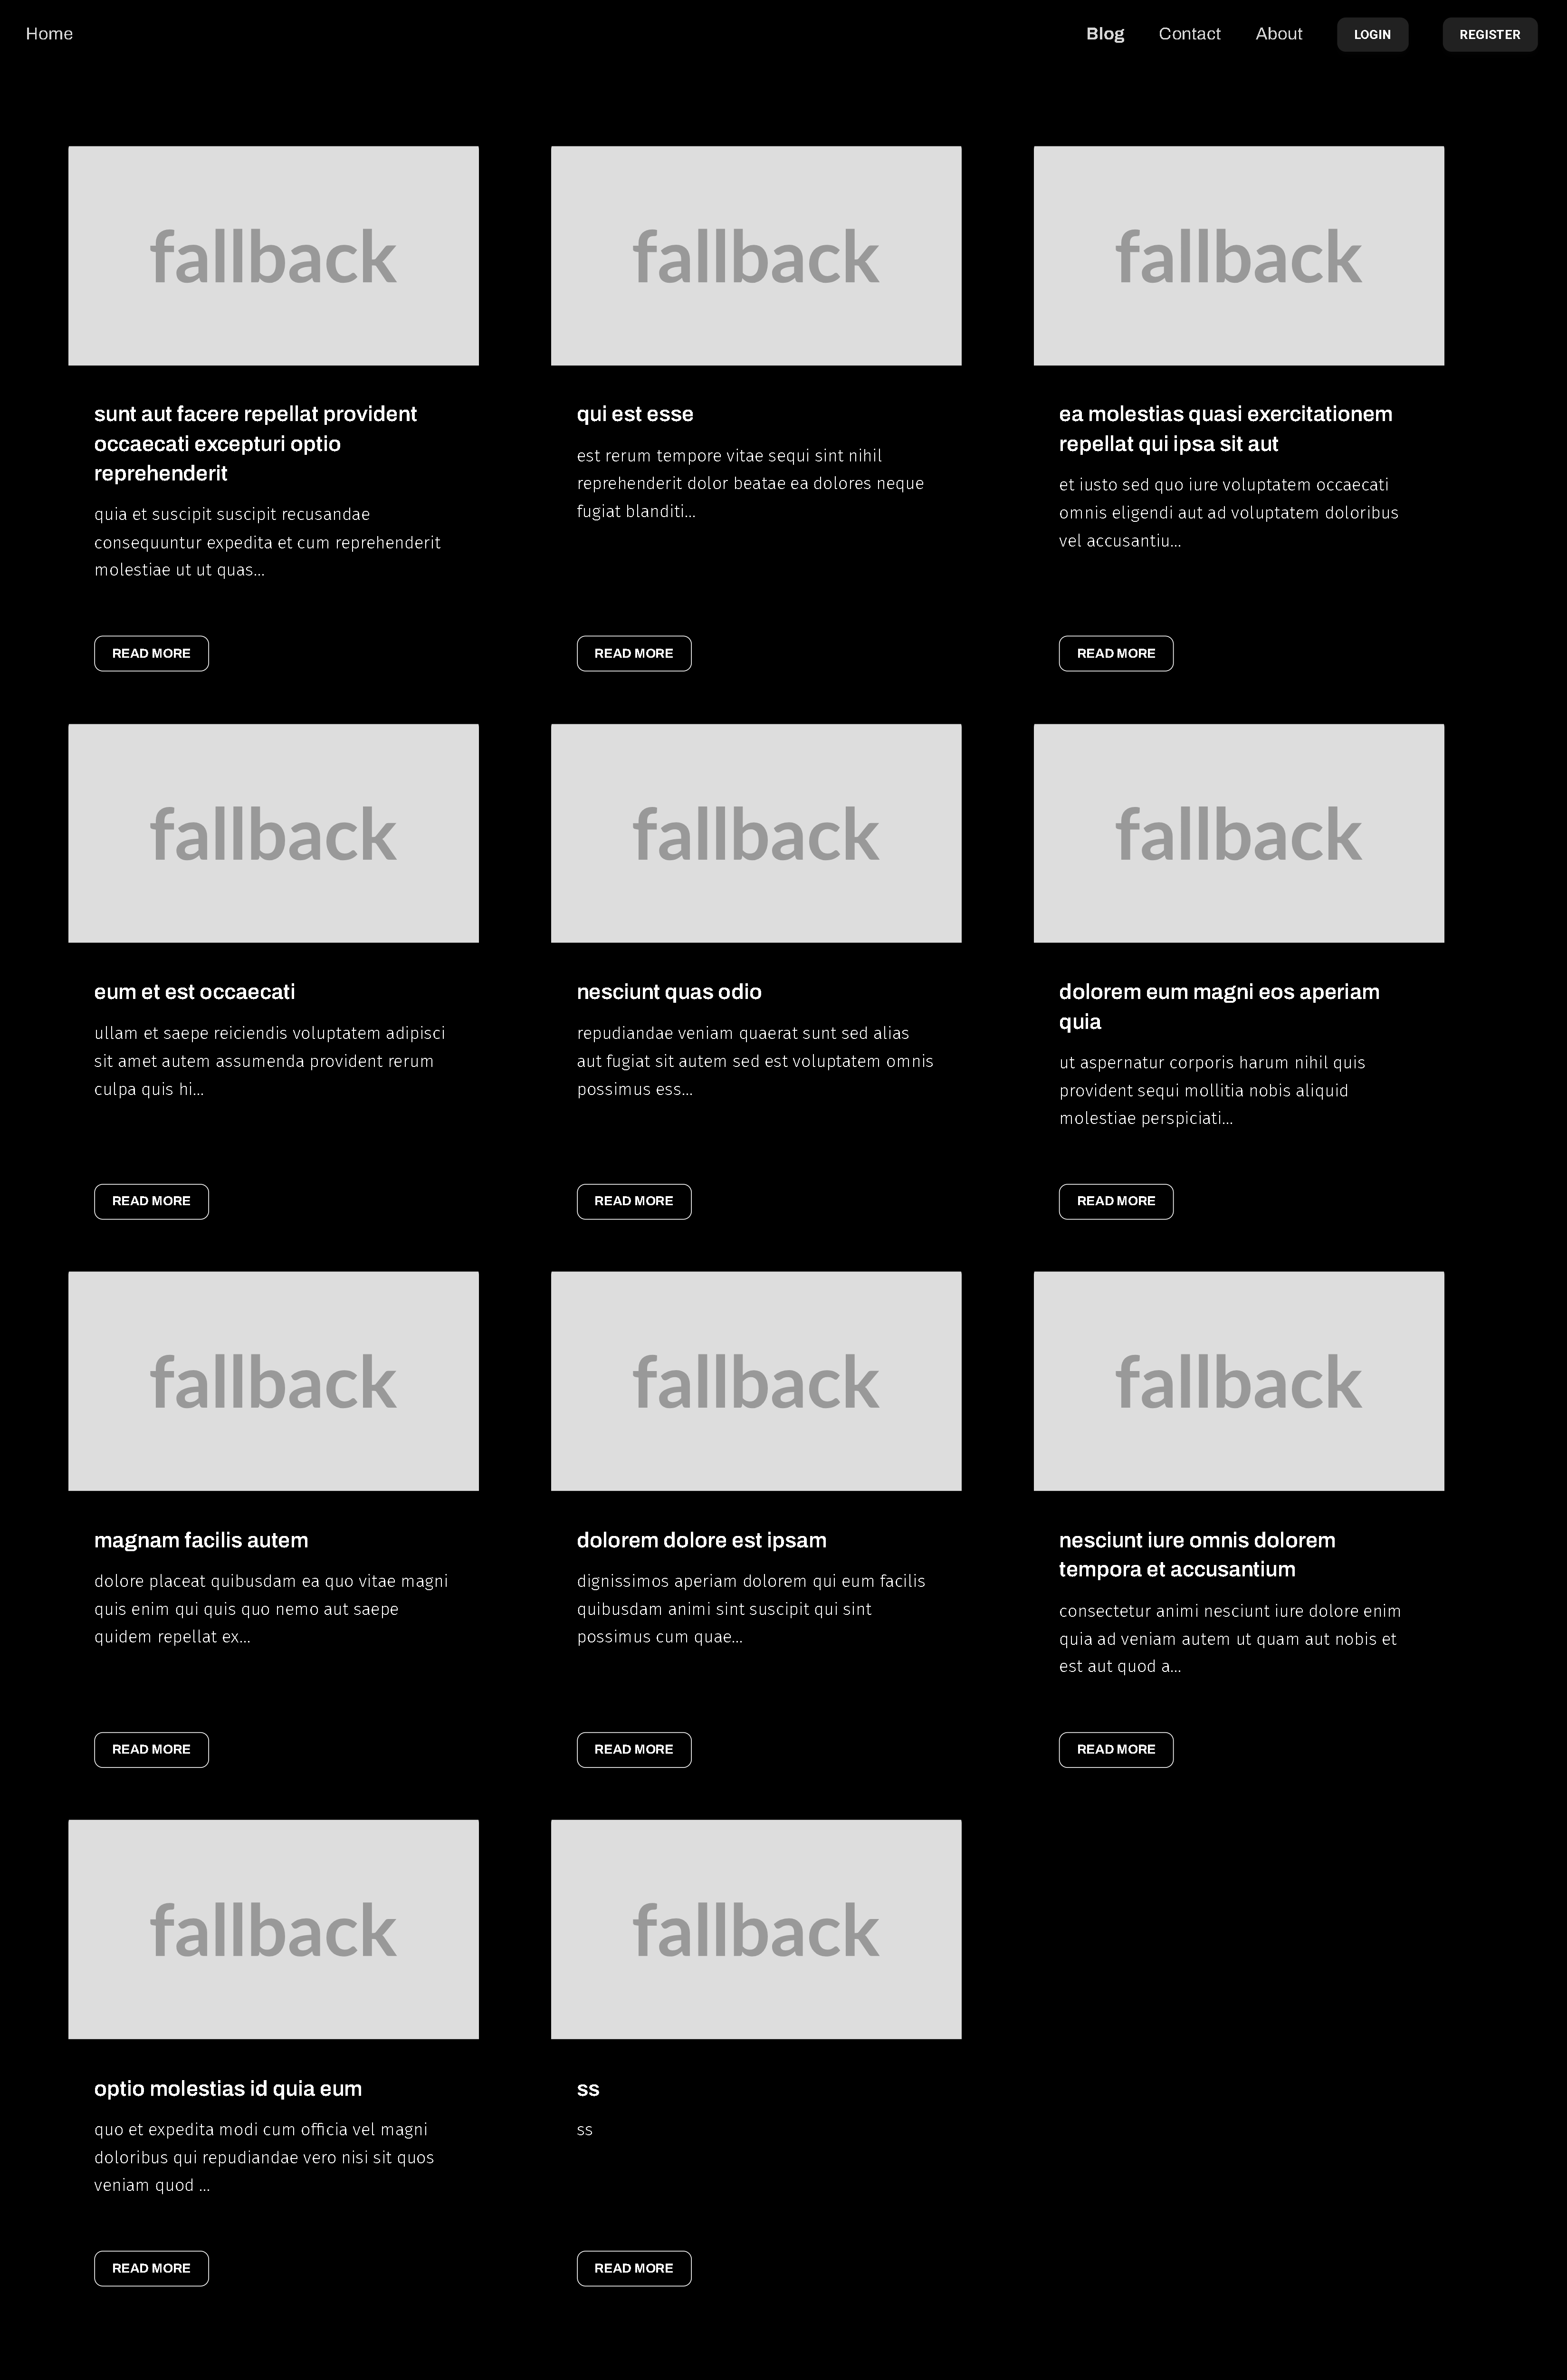 Home
Blog
Contact
About
LOGIN
REGISTER
fallback
fallback
fallback
sunt aut facere repellat provident
occaecati excepturi optio
reprehenderit
quia et suscipit suscipit recusandae
consequuntur expedita et cum reprehenderit
molestiae ut ut quas...
READ MORE
qui est esse
est rerum tempore vitae sequi sint nihil
reprehenderit dolor beatae ea dolores neque
fugiat blanditi...
READ MORE
ea molestias quasi exercitationem
repellat qui ipsa sit aut
et iusto sed quo iure voluptatem occaecati
omnis eligendi aut ad voluptatem doloribus
vel accusantiu...
READ MORE
fallback
fallback
fallback
eum et est occaecati
ullam et saepe reiciendis voluptatem adipisci
sit amet autem assumenda provident rerum
culpa quis hi...
READ MORE
nesciunt quas odio
repudiandae veniam quaerat sunt sed alias
aut fugiat sit autem sed est voluptatem omnis
possimus ess...
READ MORE
dolorem eum magni eos aperiam
quia
ut aspernatur corporis harum nihil quis
provident sequi mollitia nobis aliquid
molestiae perspiciati...
READ MORE
fallback
fallback
fallback
magnam facilis autem
dolore placeat quibusdam ea quo vitae magni
quis enim qui quis quo nemo aut saepe
quidem repellat ex...
READ MORE
dolorem dolore est ipsam
dignissimos aperiam dolorem qui eum facilis
quibusdam animi sint suscipit qui sint
possimus cum quae...
READ MORE
nesciunt iure omnis dolorem
tempora et accusantium
consectetur animi nesciunt iure dolore enim
quia ad veniam autem ut quam aut nobis et
est aut quod a...
READ MORE
fallback
fallback
optio molestias id quia eum
quo et expedita modi cum officia vel magni
doloribus qui repudiandae vero nisi sit quos
veniam quod ...
READ MORE
ss
ss
READ MORE